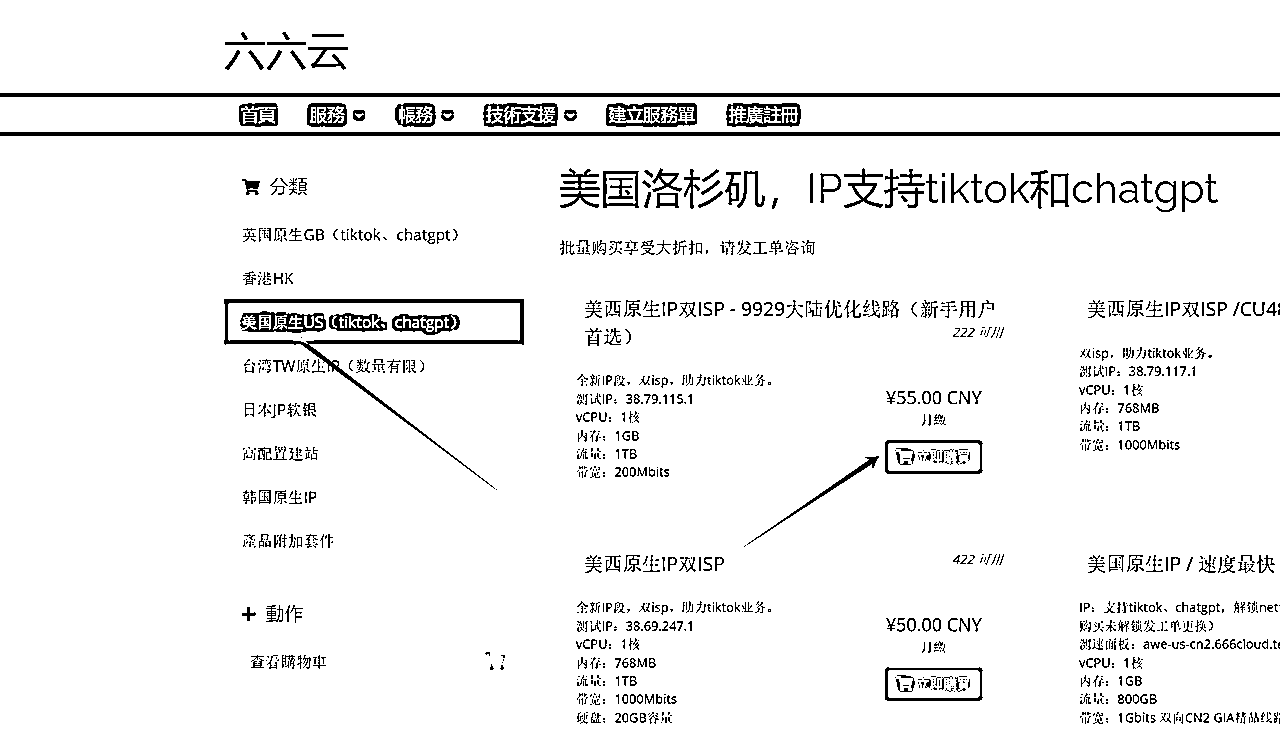 六六云
首頁 服務 帳務 技術支援 建立服務單 推廣註冊
分類
英国原生GB（tiktok、chatgpt）
香港HK
美国原生US（tiktok、chatgpt）
台湾TW原生IP（数量有限）
日本JP软银
高配置建站
韩国原生IP
產品附加套件
動作
查看購物車
美国洛杉矶，IP支持tiktok和chatgpt
批量购买享受大折扣，请发工单咨询
美西原生IP双ISP - 9929大陆优化线路（新手用户
首选）
222 可用
全新IP段，双isp，助力tiktok业务。
测试IP：38.79.115.1
vCPU：1核
内存：1GB
流量：1TB
带宽：200Mbits
¥55.00 CNY
月繳
立即購買
美西原生IP双ISP /CU48
双isp，助力tiktok业务。
测试IP：38.79.117.1
vCPU：1核
内存：768MB
流量：1TB
带宽：1000Mbits
美西原生IP双ISP
422 可用
全新IP段，双isp，助力tiktok业务。
测试IP：38.69.247.1
vCPU：1核
内存：768MB
流量：1TB
带宽：1000Mbits
硬盘：20GB容量
¥50.00 CNY
月繳
立即購買
美国原生IP / 速度最快
IP：支持tiktok、chatgpt，解锁net
购买未解锁发工单更换）
测速面板：awe-us-cn2.666cloud.te
vCPU：1核
内存：1GB
流量：800GB
带宽：1Gbits 双向CN2 GIA精品线路